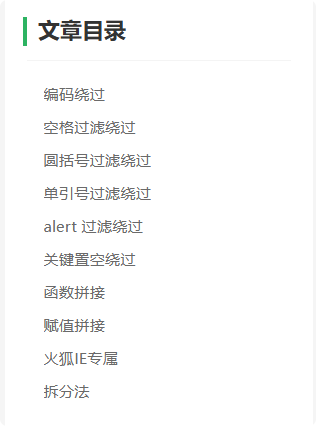 文章目录
编码绕过
空格过滤绕过
圆括号过滤绕过
单引号过滤绕过
alert 过滤绕过
关键置空绕过
函数拼接
赋值拼接
火狐IE专属
拆分法